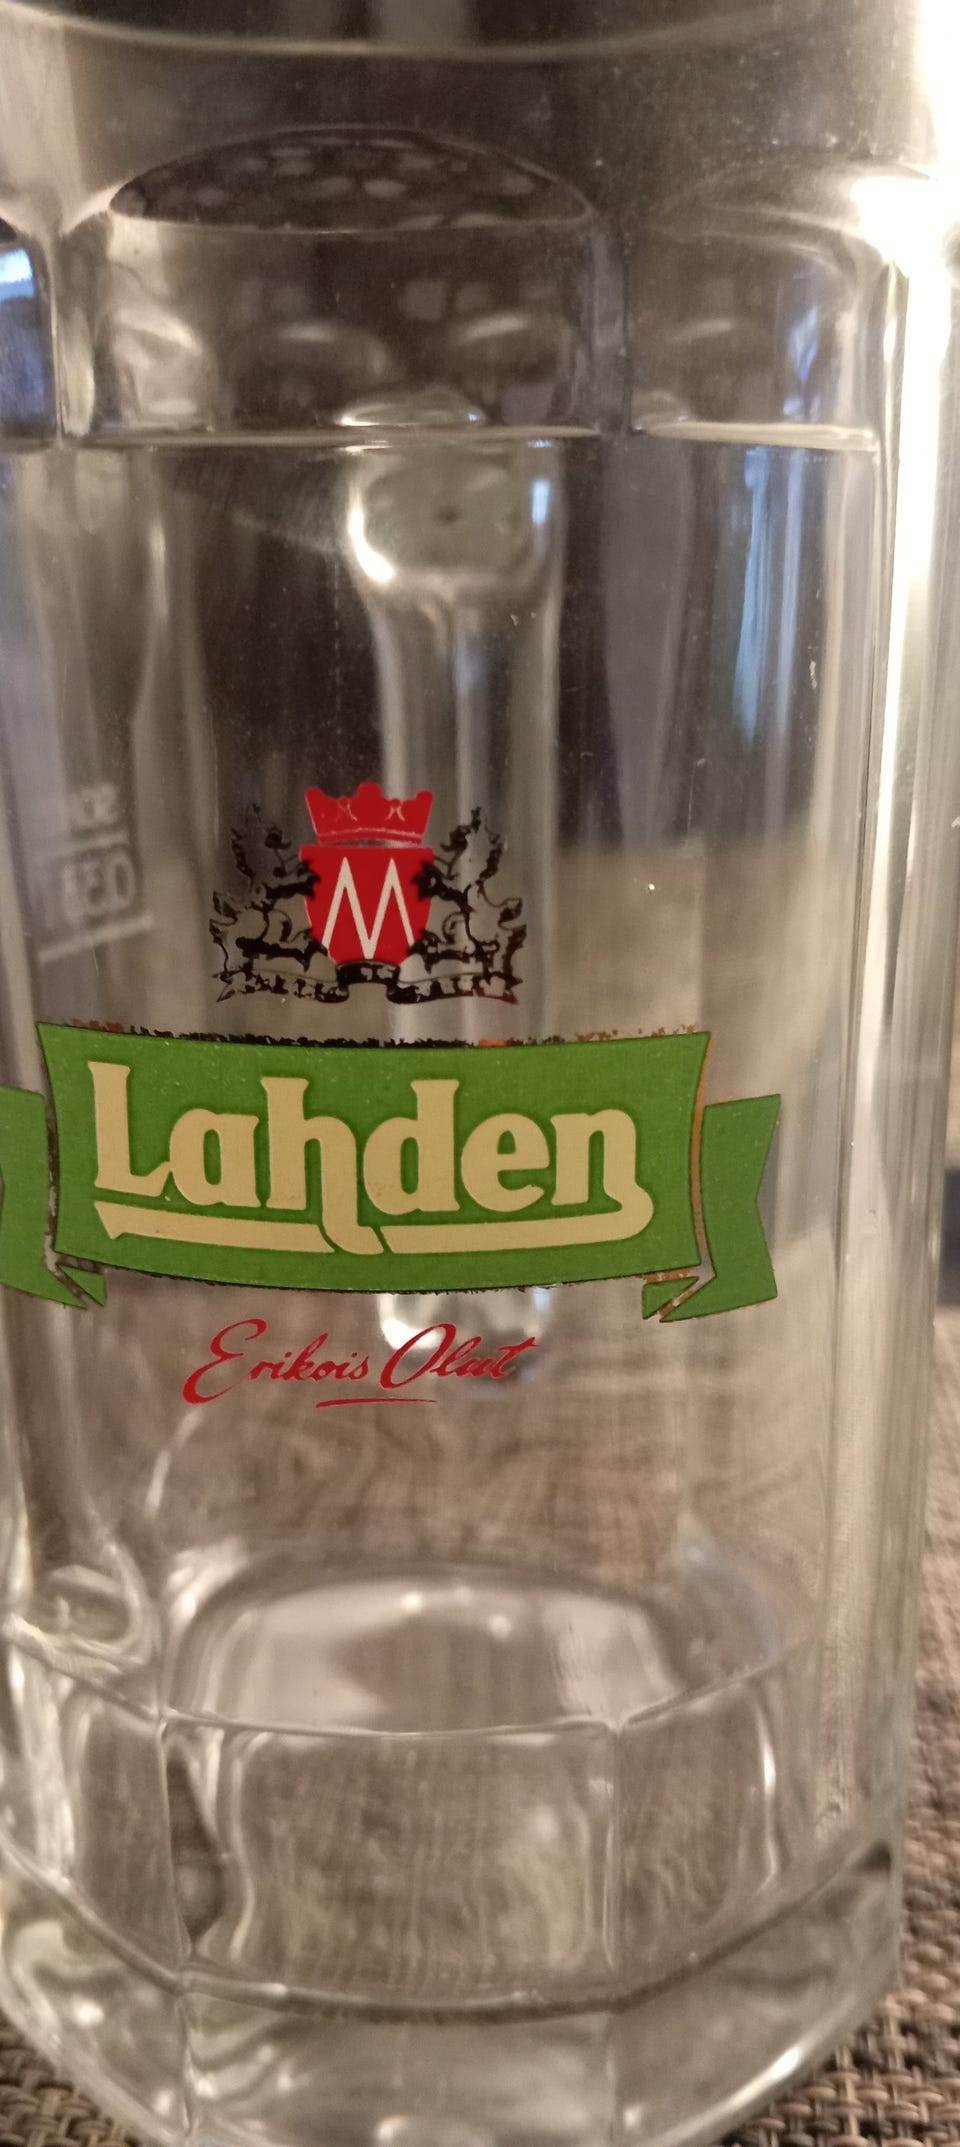 M
Lahden
Erikois Olut